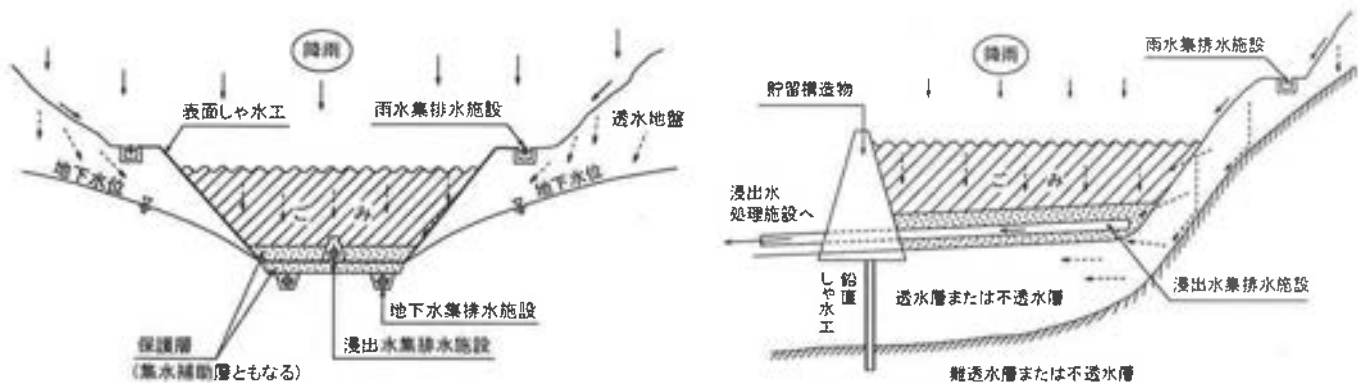 降雨
表面しゃ水工
雨水集排水施設
透水地盤
地下水位
地下水位
ごみ
地下水集排水施設
保護層
(集水補助層ともなる)
浸出水集排水施設
降雨
雨水集排水施設
貯留構造物
ごみ
浸出水
処理施設へ
鉛直
しゃ水工
透水層または不透水層
浸出水集排水施設
難透水層または不透水層